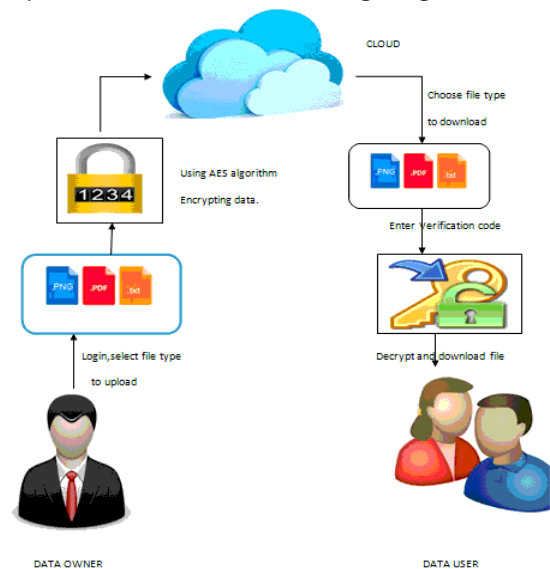 CLOUD
Choose file type
to download
.PNG .PDF .txt
Enter Verification code
Decrypt and download file
DATA USER
1234
Using AES algorithm
Encrypting data.
.PNG .PDF .txt
Login,select file type
to upload
DATA OWNER